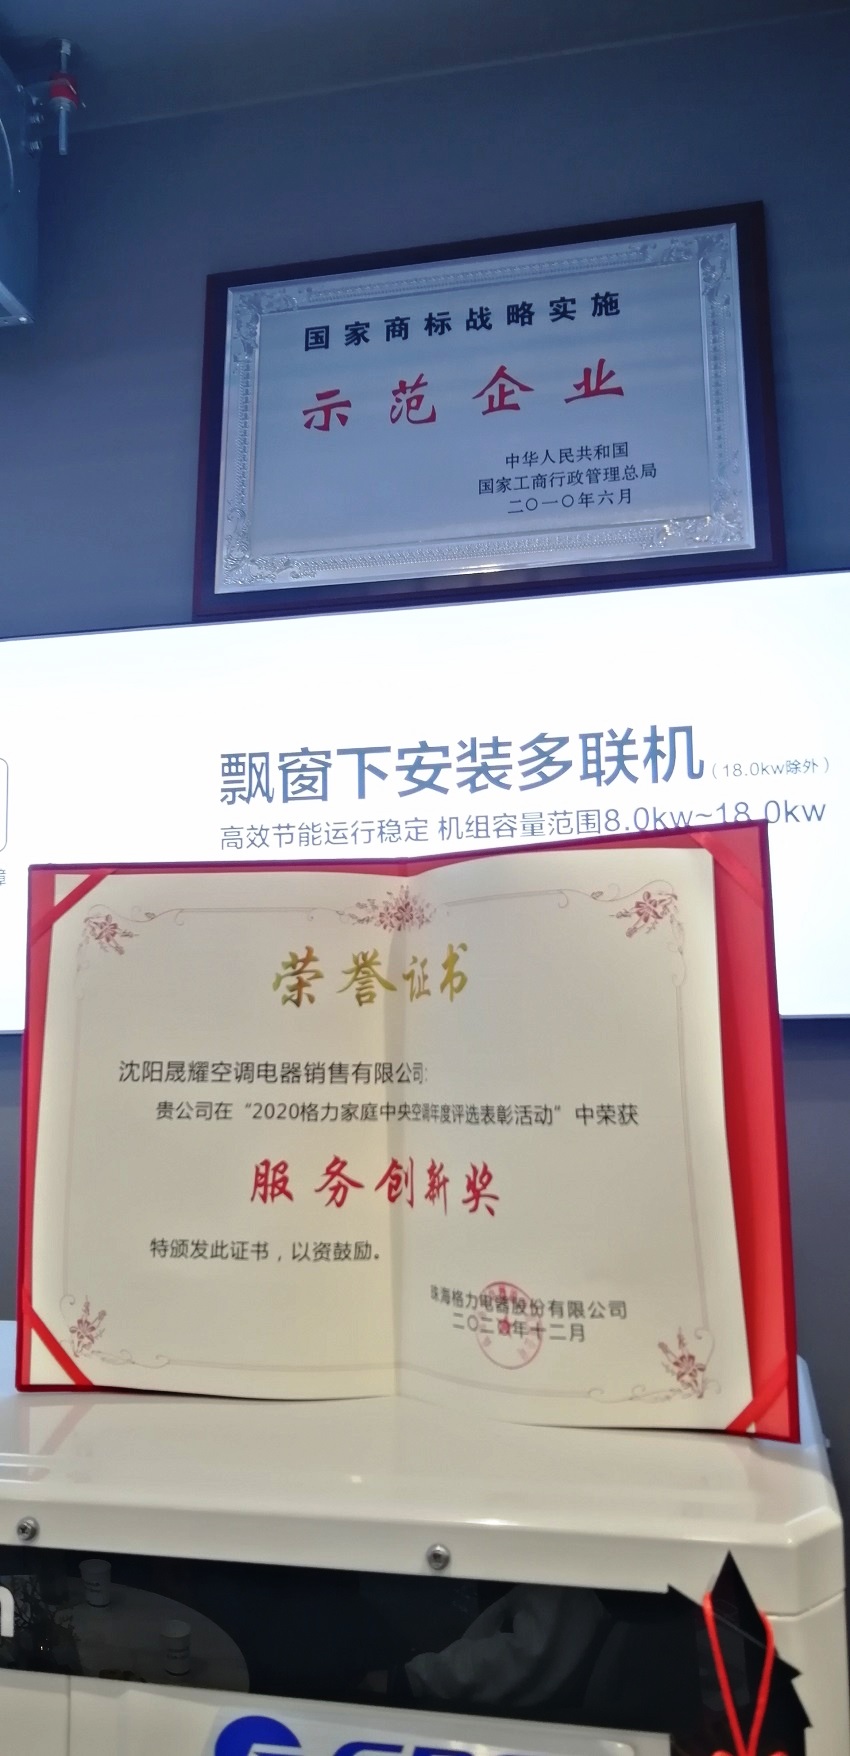 国家商标战略实施
示范企业
中华人民共和国
国家工商行政管理总局
二〇一〇年六月
飘窗下安装多联机（18.0kw除外）
高效节能运行稳定 机组容量范围8.0kw~18.0kw
荣誉证书
沈阳晟耀空调电器销售有限公司:
贵公司在“2020格力家庭中央空调年度评选表彰活动”中荣获
服务创新奖
特颁发此证书，以资鼓励。
珠海格力电器股份有限公司
二〇二〇年十二月